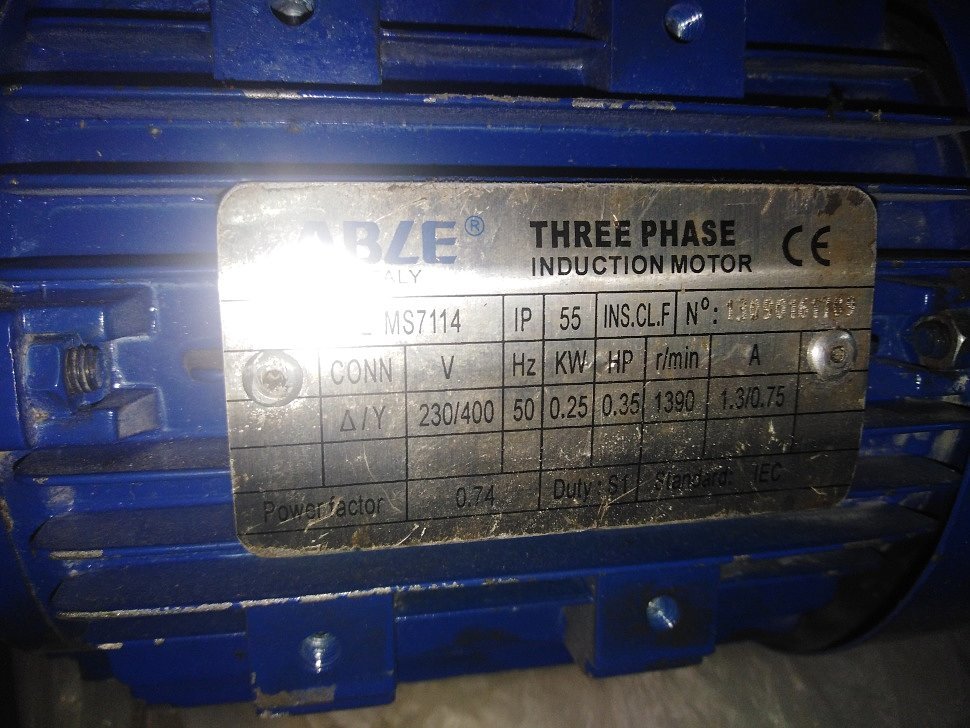 ABLE® THREE PHASE CE
INDUCTION MOTOR
MS7114 IP 55 INS.CL.F Nº:
CONN V Hz KW HP r/min A
Δ/Y 230/400 50 0.25 0.35 1390 1.3/0.75
Power factor 0.74 Duty: S1 Standard: IEC